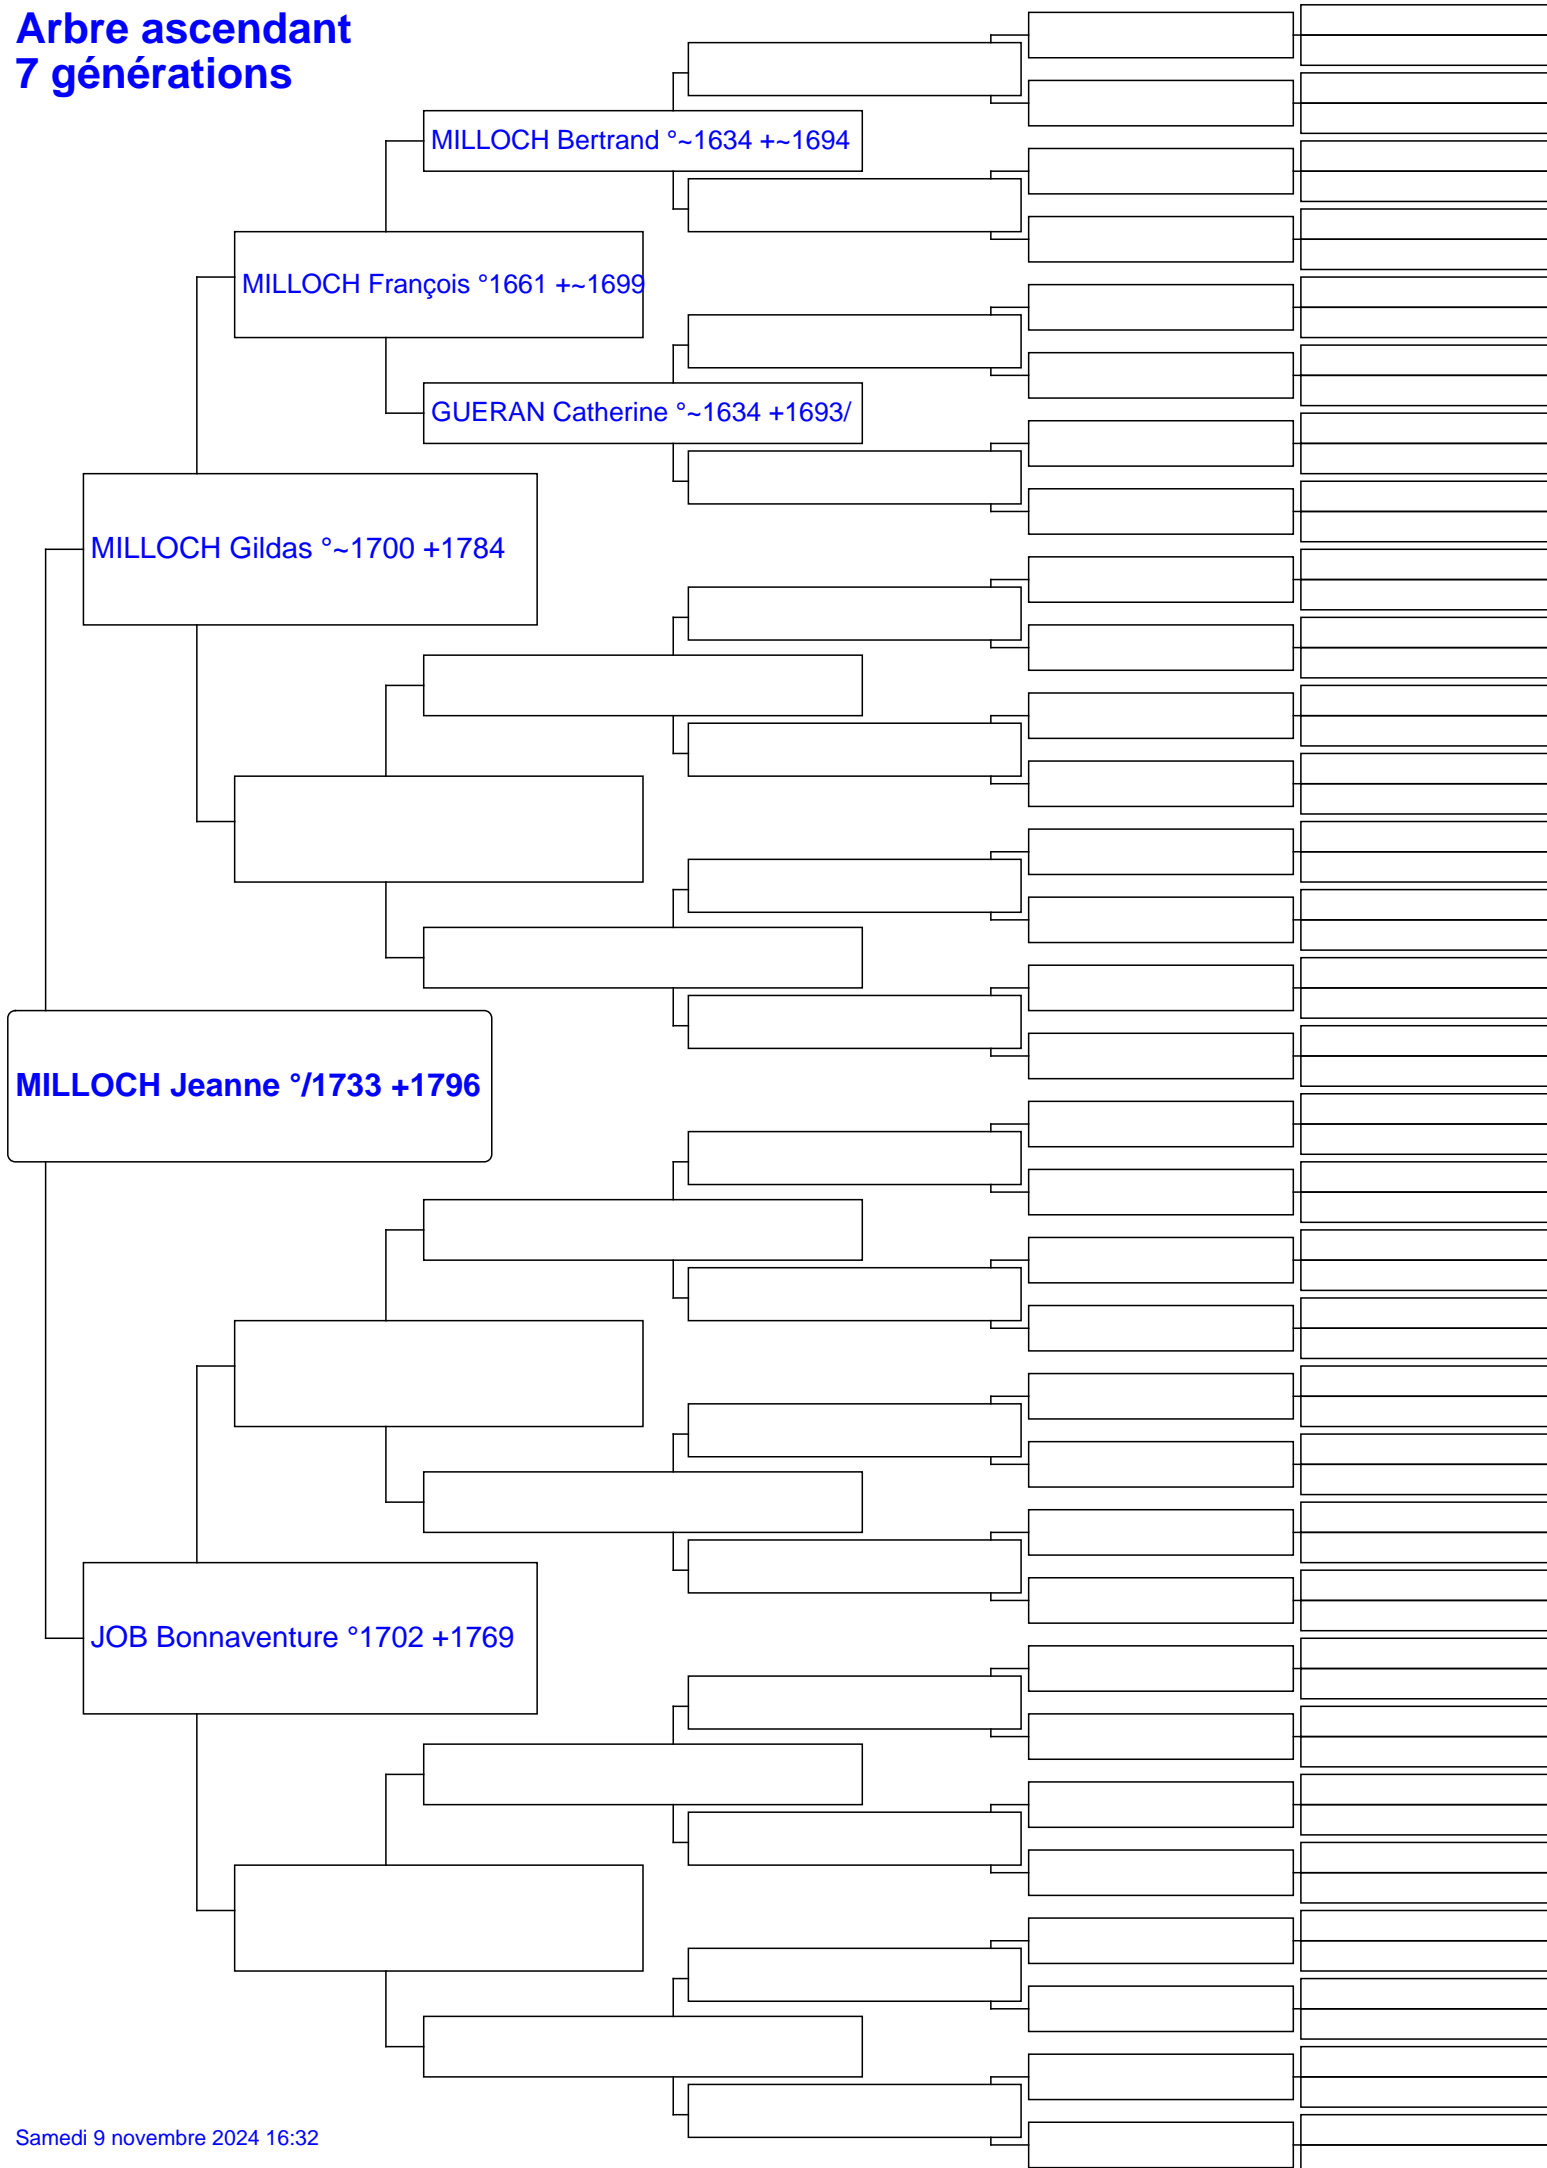 Arbre ascendant
7 générations
MILLOCH Bertrand °~1634 +~1694
MILLOCH François °1661 +~1699
GUERAN Catherine °~1634 +1693/
MILLOCH Gildas °~1700 +1784
MILLOCH Jeanne °/1733 +1796
JOB Bonnaventure °1702 +1769
Samedi 9 novembre 2024 16:32